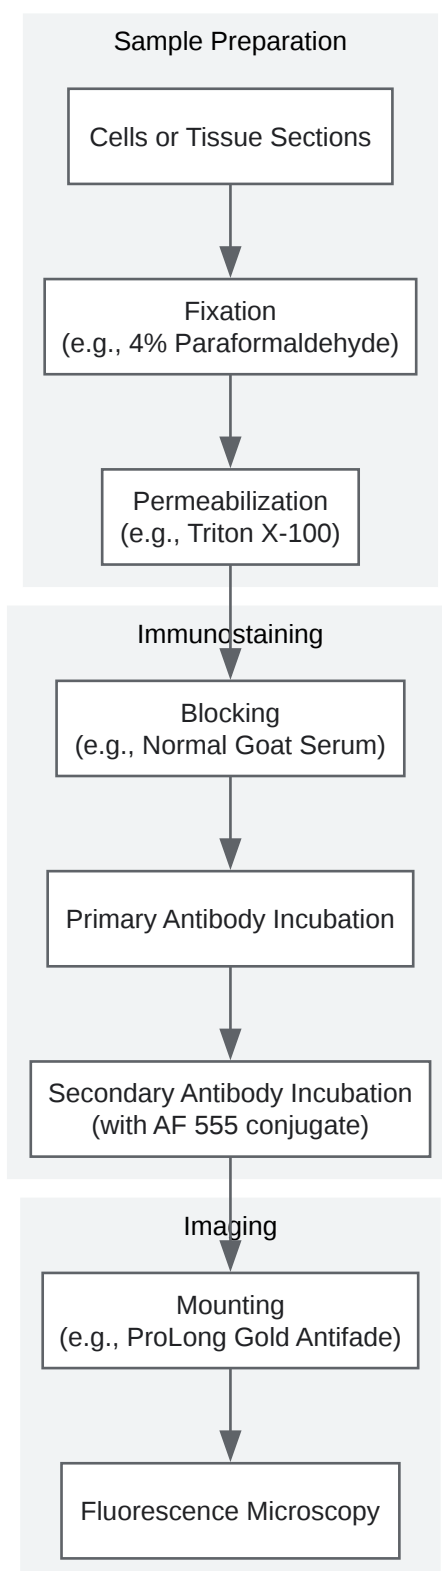 Sample Preparation
Cells or Tissue Sections
Fixation
(e.g., 4% Paraformaldehyde)
Permeabilization
(e.g., Triton X-100)
Immunostaining
Blocking
(e.g., Normal Goat Serum)
Primary Antibody Incubation
Secondary Antibody Incubation
(with AF 555 conjugate)
Imaging
Mounting
(e.g., ProLong Gold Antifade)
Fluorescence Microscopy